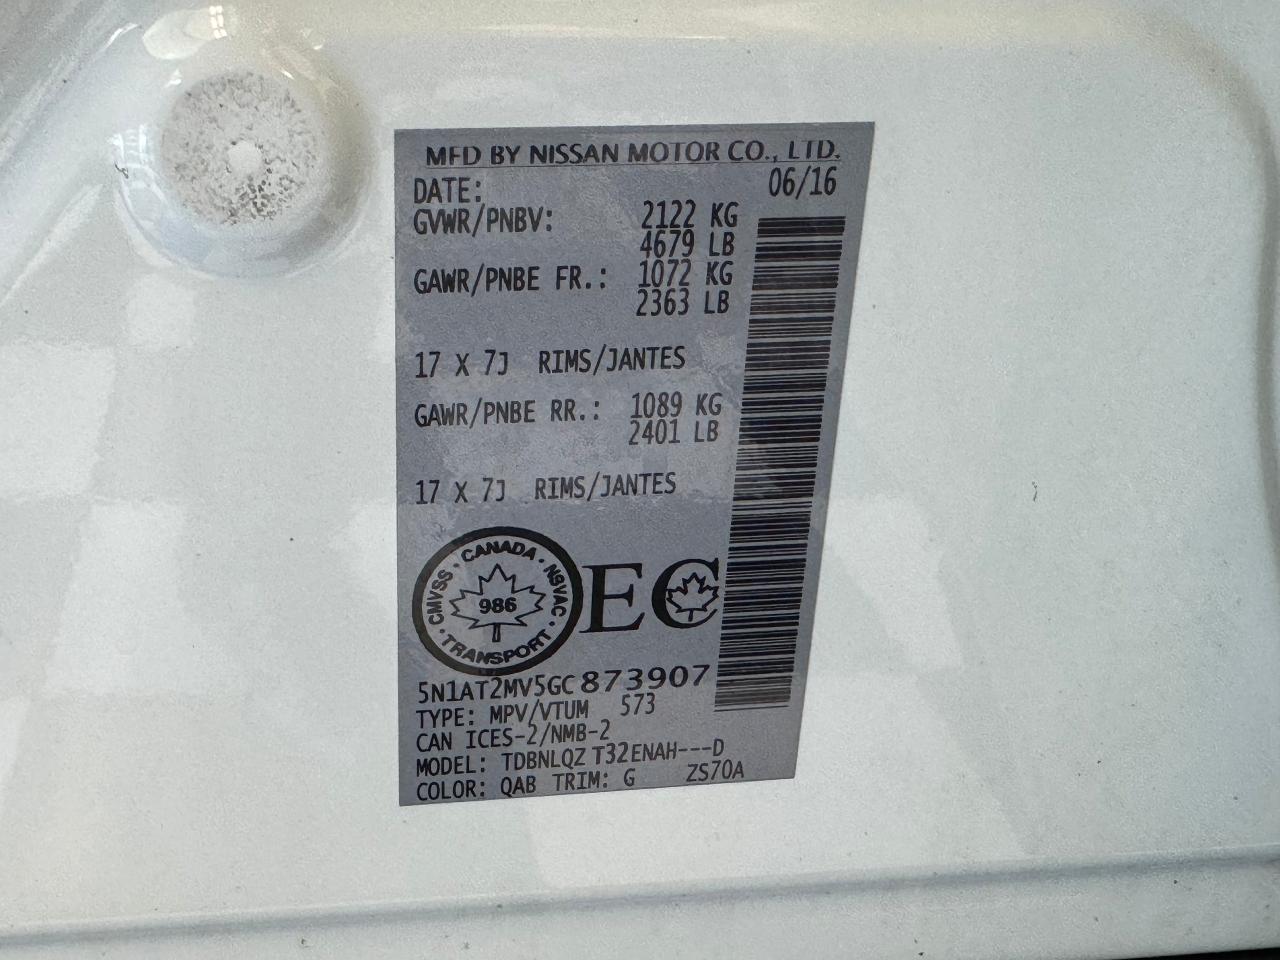 MFD BY NISSAN MOTOR CO., LTD.
DATE: 06/16
GVWR/PNBV: 2122 KG
4679 LB
GAWR/PNBE FR.: 1072 KG
2363 LB
17 X 7J RIMS/JANTES
GAWR/PNBE RR.: 1089 KG
2401 LB
17 X 7J RIMS/JANTES
CMVSS · CANADA · NSVAC · TRANSPORT ·
986
EC
5N1AT2MV5GC873907
TYPE: MPV/VTUM 573
CAN ICES-2/NMB-2
MODEL: TDBNLQZ T32ENAH---D
COLOR: QAB TRIM: G ZS70A